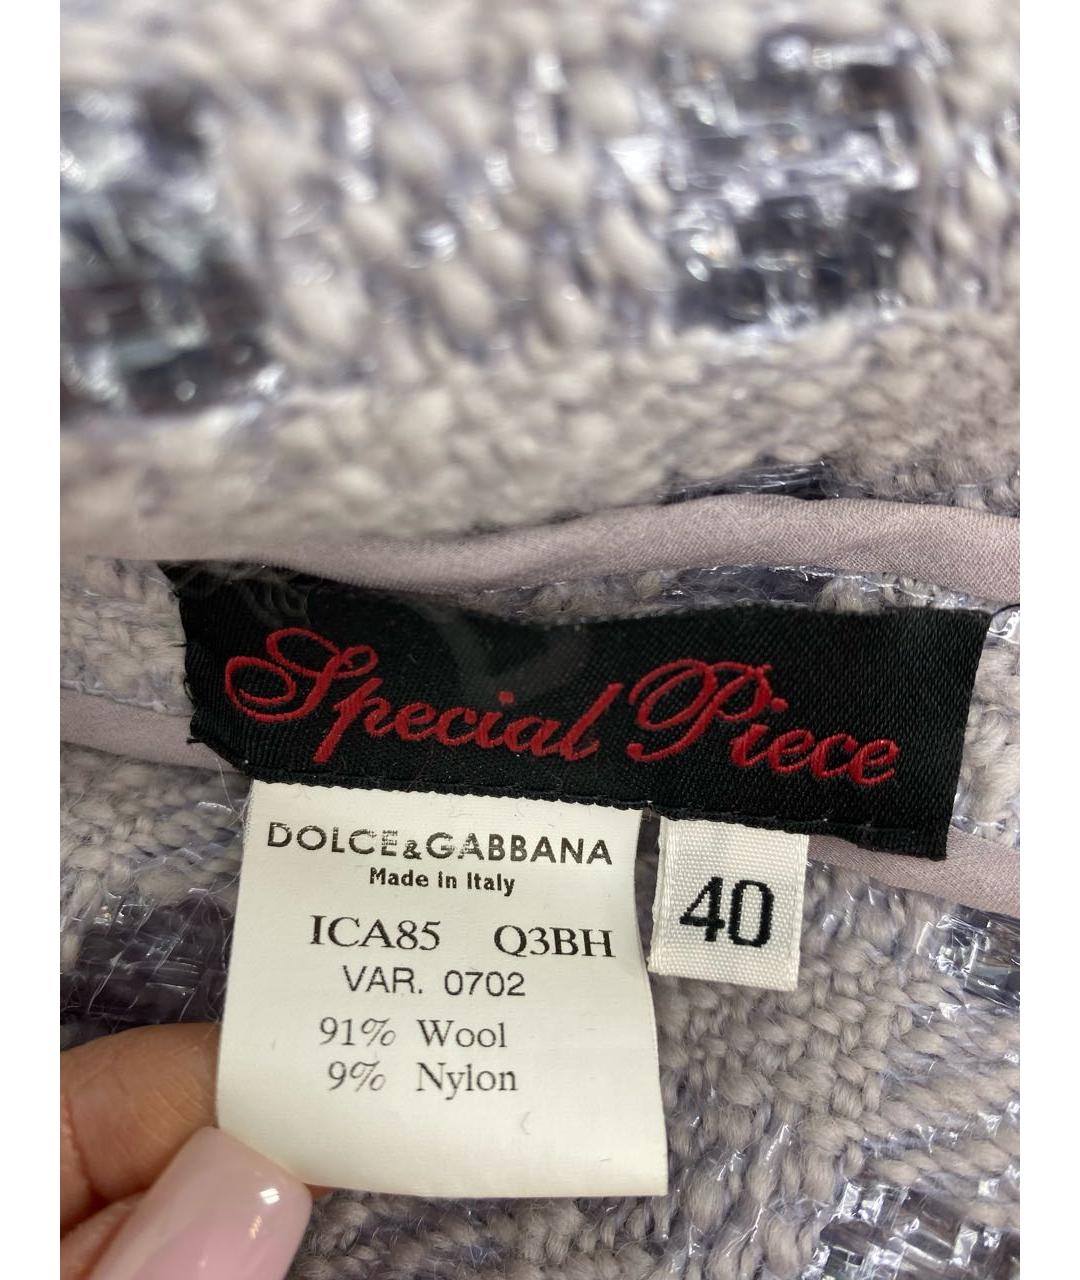 Special Piece
DOLCE&GABBANA
Made in Italy
40
ICA85 Q3BH
VAR. 0702
91% Wool
9% Nylon